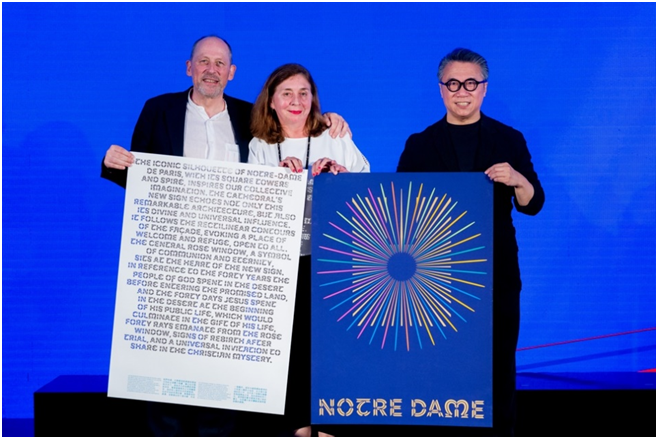 THE ICONIC SILHOUETTE OF NOTRE-DAME
DE PARIS, WITH ITS SQUARE TOWERS
AND SPIRE, INSPIRES OUR COLLECTIVE
IMAGINATION. THE CATHEDRAL'S
NEW SIGN ECHOES NOT ONLY THIS
REMARKABLE ARCHITECTURE, BUT ALSO
ITS DIVINE AND UNIVERSAL INFLUENCE.
IT FOLLOWS THE RECTILINEAR CONTOURS
OF THE FAÇADE, EVOKING A PLACE OF
WELCOME AND REFUGE, OPEN TO ALL.
THE CENTRAL ROSE WINDOW, A SYMBOL
OF COMMUNION AND ETERNITY,
SITS AT THE HEART OF THE NEW SIGN.
IN REFERENCE TO THE FORTY YEARS THE
PEOPLE OF GOD SPENT IN THE DESERT
BEFORE ENTERING THE PROMISED LAND,
AND THE FORTY DAYS JESUS SPENT
IN THE DESERT AT THE BEGINNING
OF HIS PUBLIC LIFE, WHICH WOULD
CULMINATE IN THE GIFT OF HIS LIFE,
FORTY RAYS EMANATE FROM THE ROSE
WINDOW, SIGNS OF REBIRTH AFTER
TRIAL, AND A UNIVERSAL INVITATION TO
SHARE IN THE CHRISTIAN MYSTERY.
NOTRE DAME